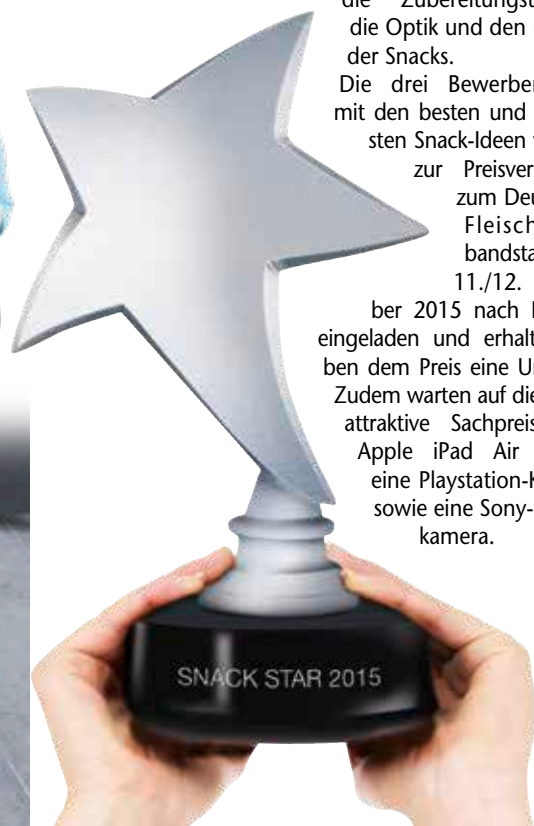 die Zubereitungst
die Optik und den
der Snacks.
Die drei Bewerber
mit den besten und
sten Snack-Ideen
zur Preisver
zum Deu
Fleisch
bandsta
11./12.
ber 2015 nach
eingeladen und erhalt
ben dem Preis eine Ur
Zudem warten auf die
attraktive Sachpreis
Apple iPad Air
eine Playstation-K
sowie eine Sony-
kamera.
SNACK STAR 2015